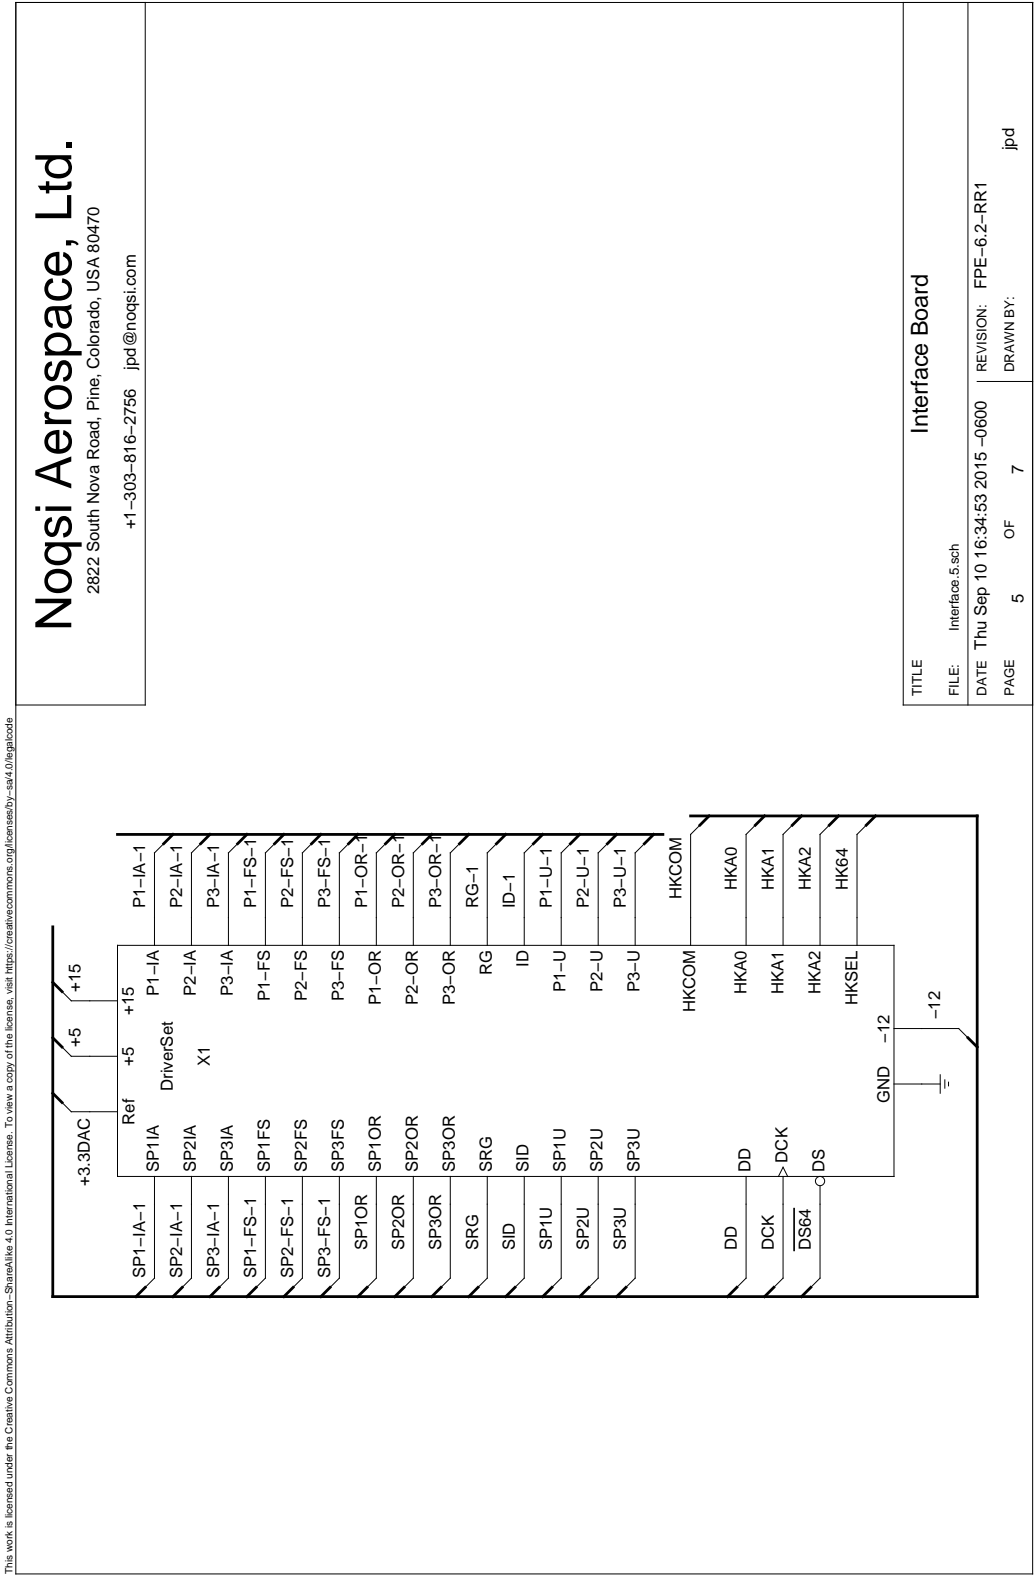 This work is licensed under the Creative Commons Attribution−ShareAlike 4.0 International License. To view a copy of the license, visit https://creativecommons.org/licenses/by−sa/4.0/legalcode
Noqsi Aerospace, Ltd.
2822 South Nova Road, Pine, Colorado, USA 80470
+1−303−816−2756 jpd@noqsi.com
+3.3DAC
+5
+15
Ref
+5
+15
DriverSet
X1
SP1−IA−1 SP1IA P1−IA P1−IA−1
SP2−IA−1 SP2IA P2−IA P2−IA−1
SP3−IA−1 SP3IA P3−IA P3−IA−1
SP1−FS−1 SP1FS P1−FS P1−FS−1
SP2−FS−1 SP2FS P2−FS P2−FS−1
SP3−FS−1 SP3FS P3−FS P3−FS−1
SP1OR SP1OR P1−OR P1−OR−1
SP2OR SP2OR P2−OR P2−OR−1
SP3OR SP3OR P3−OR P3−OR−1
SRG SRG RG RG−1
SID SID ID ID−1
SP1U SP1U P1−U P1−U−1
SP2U SP2U P2−U P2−U−1
SP3U SP3U P3−U P3−U−1
HKCOM HKCOM
DD DD HKA0 HKA0
DCK DCK HKA1 HKA1
DS64 DS HKA2 HKA2
HKSEL HK64
GND −12
−12
TITLE
Interface Board
FILE: Interface.5.sch
DATE Thu Sep 10 16:34:53 2015 −0600
REVISION: FPE−6.2−RR1
PAGE 5 OF 7
DRAWN BY: jpd